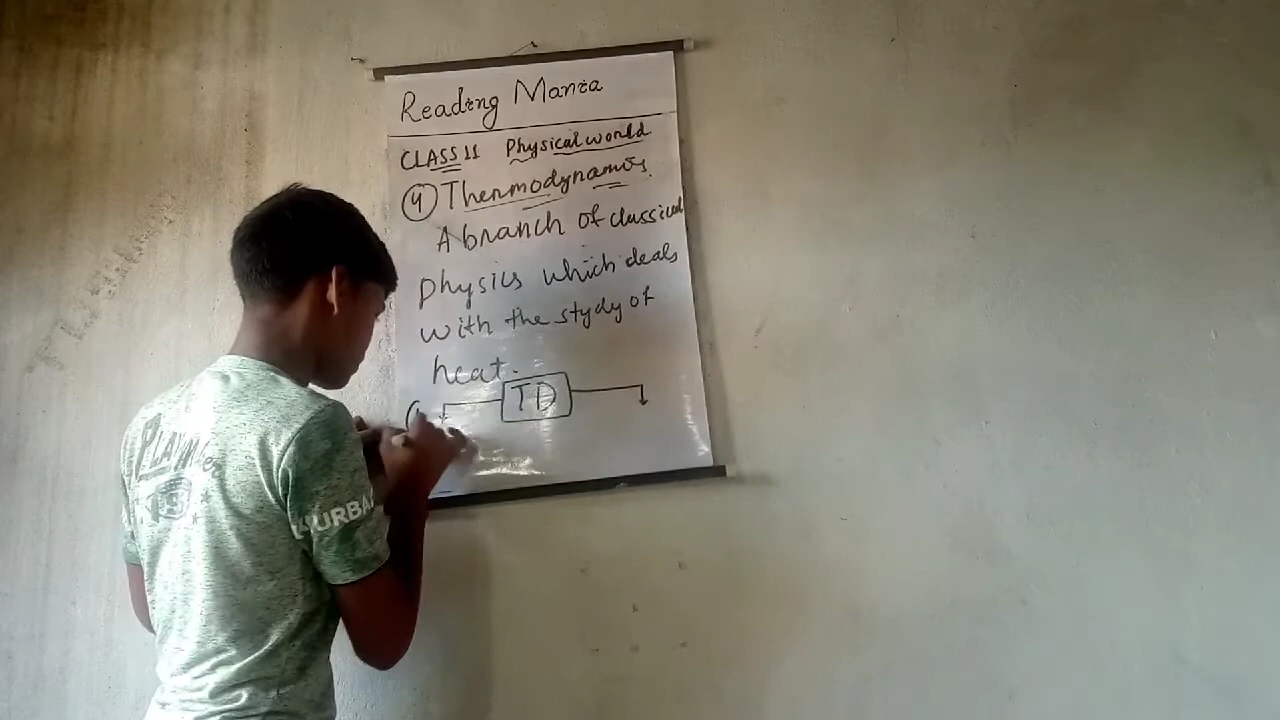 Reading Mania
CLASS 11 Physical world
4 Thermodynamics.
A branch of classical
physics which deals
with the stydy of
heat.
TD